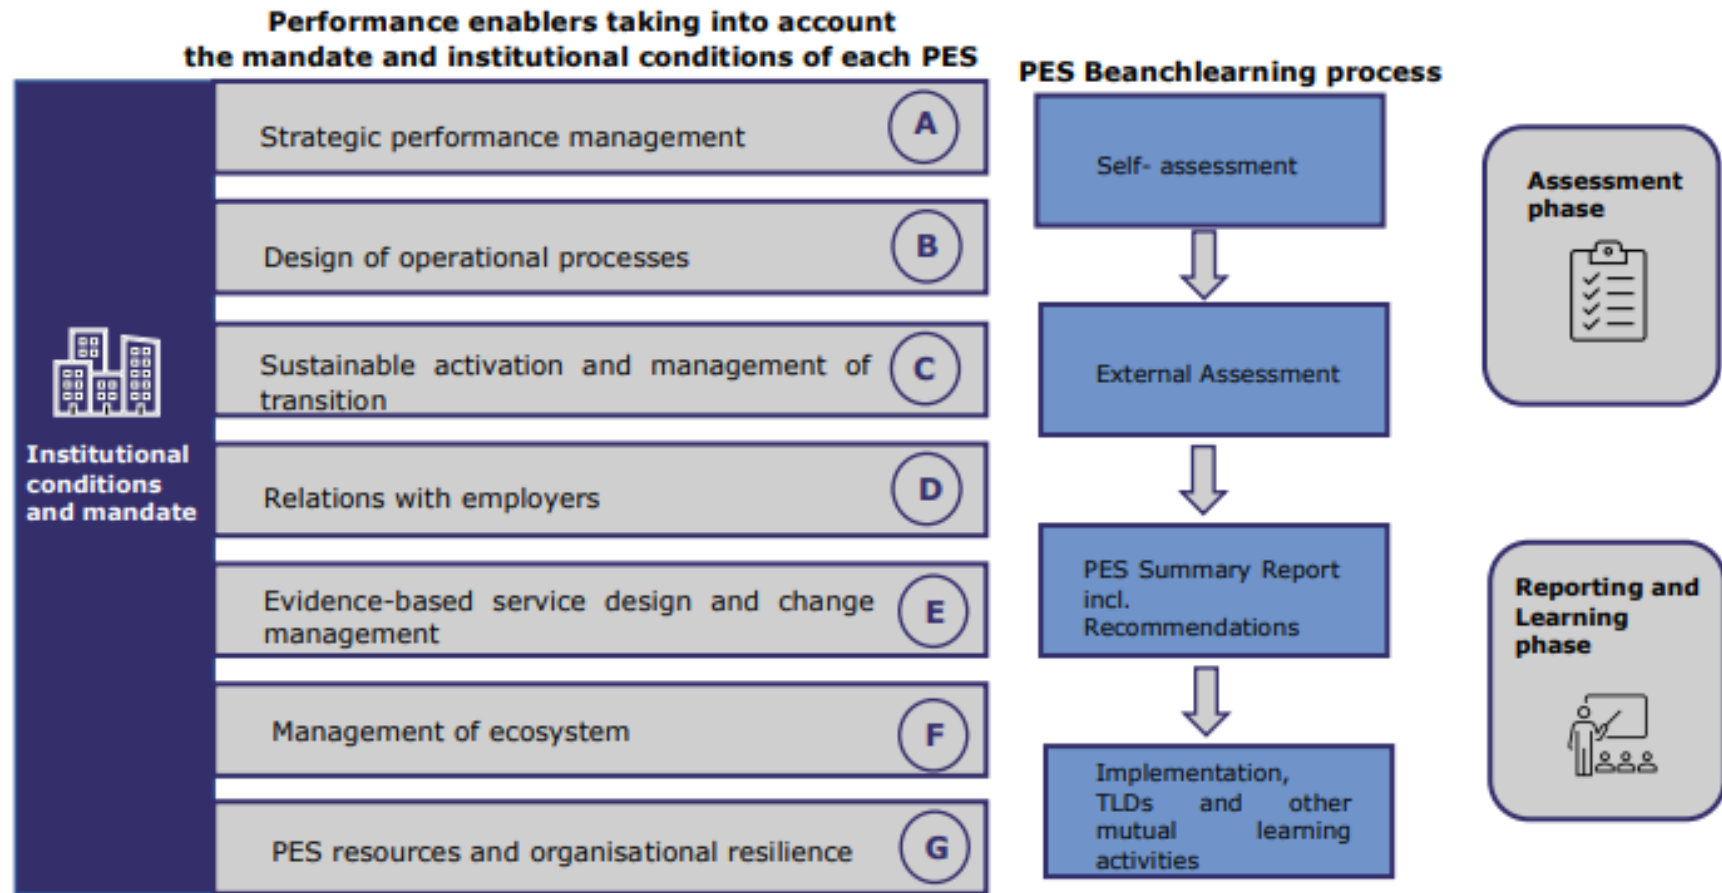 Performance enablers taking into account
the mandate and institutional conditions of each PES
Institutional
conditions
and mandate
Strategic performance management
A
Design of operational processes
B
Sustainable activation and management of
transition
C
Relations with employers
D
Evidence-based service design and change
management
E
Management of ecosystem
F
PES resources and organisational resilience
G
PES Beanchlearning process
Self- assessment
External Assessment
PES Summary Report
incl.
Recommendations
Implementation,
TLDs and other
mutual learning
activities
Assessment
phase
Reporting and
Learning
phase